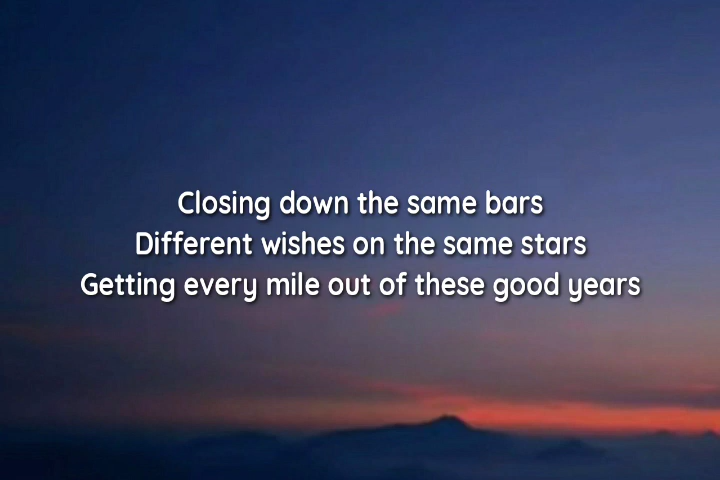 Closing down the same bars
Different wishes on the same stars
Getting every mile out of these good years